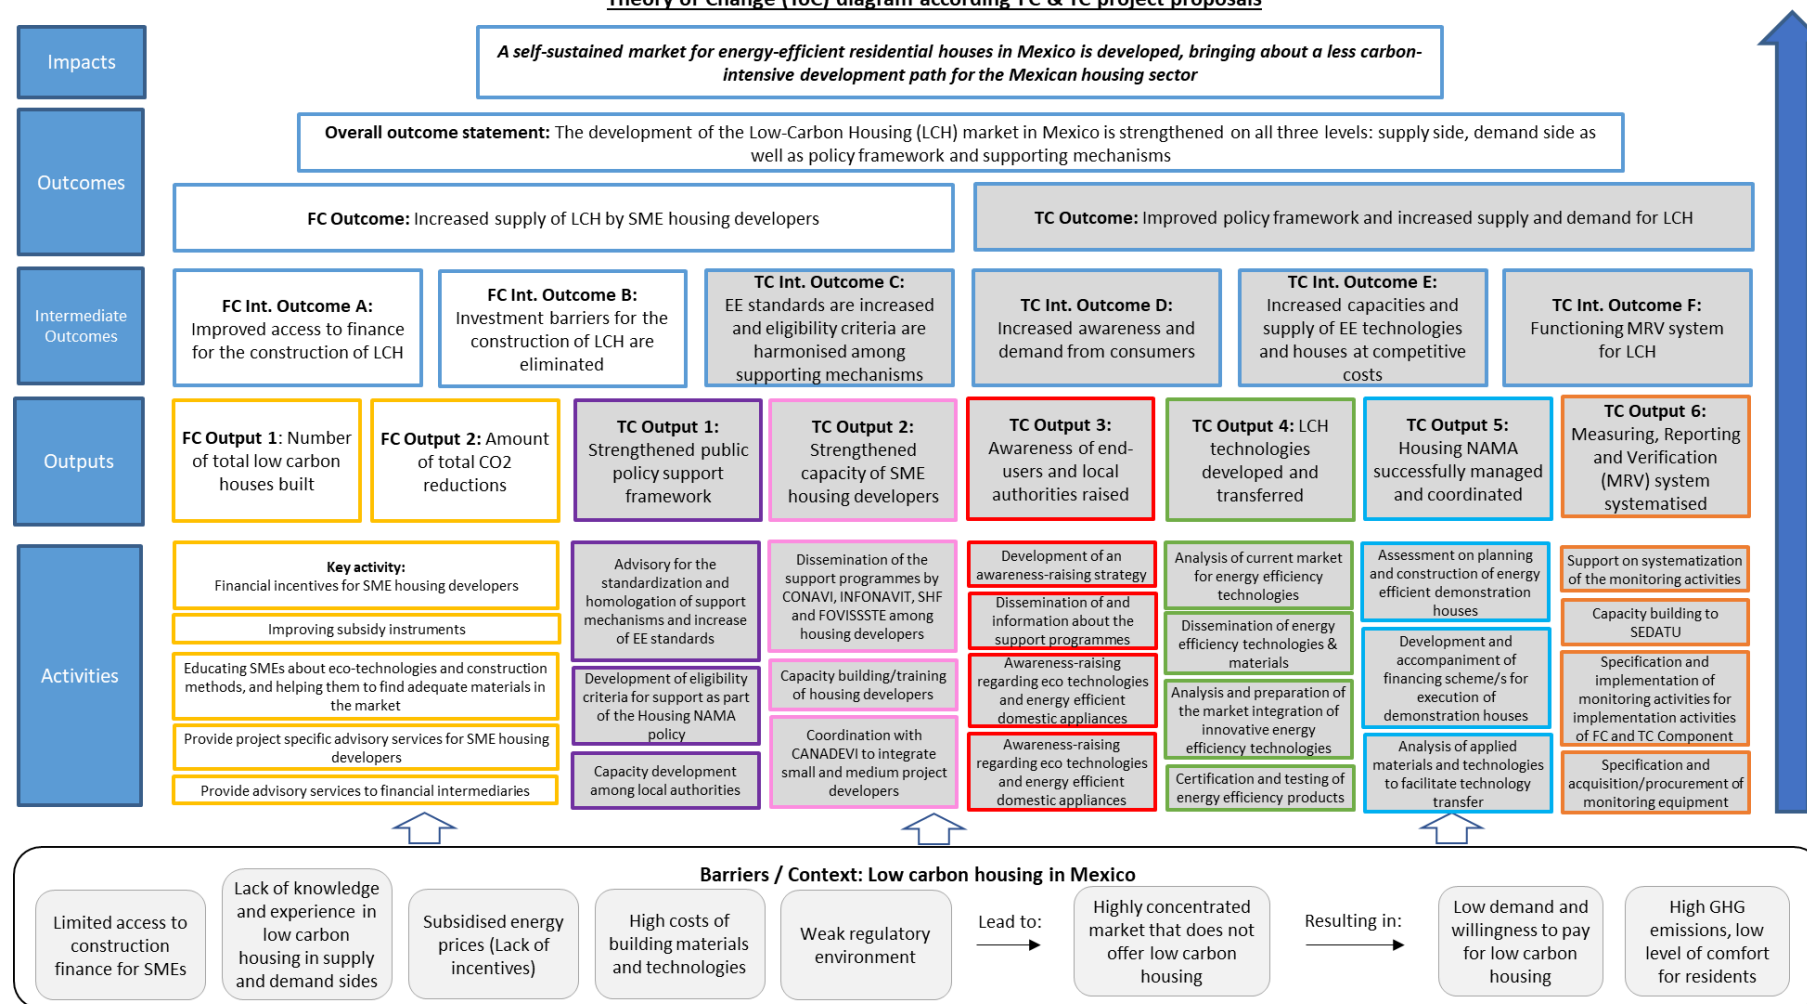 Theory of Change (ToC) diagram according FC & TC project proposals
Impacts
A self-sustained market for energy-efficient residential houses in Mexico is developed, bringing about a less carbon-
intensive development path for the Mexican housing sector
Outcomes
Overall outcome statement: The development of the Low-Carbon Housing (LCH) market in Mexico is strengthened on all three levels: supply side, demand side as
well as policy framework and supporting mechanisms
FC Outcome: Increased supply of LCH by SME housing developers
TC Outcome: Improved policy framework and increased supply and demand for LCH
Intermediate
Outcomes
FC Int. Outcome A:
Improved access to finance
for the construction of LCH
FC Int. Outcome B:
Investment barriers for the
construction of LCH are
eliminated
TC Int. Outcome C:
EE standards are increased
and eligibility criteria are
harmonised among
supporting mechanisms
TC Int. Outcome D:
Increased awareness and
demand from consumers
TC Int. Outcome E:
Increased capacities and
supply of EE technologies
and houses at competitive
costs
TC Int. Outcome F:
Functioning MRV system
for LCH
Outputs
FC Output 1: Number
of total low carbon
houses built
FC Output 2: Amount
of total CO2
reductions
TC Output 1:
Strengthened public
policy support
framework
TC Output 2:
Strengthened
capacity of SME
housing developers
TC Output 3:
Awareness of end-
users and local
authorities raised
TC Output 4: LCH
technologies
developed and
transferred
TC Output 5:
Housing NAMA
successfully managed
and coordinated
TC Output 6:
Measuring, Reporting
and Verification
(MRV) system
systematised
Activities
Key activity:
Financial incentives for SME housing developers
Improving subsidy instruments
Educating SMEs about eco-technologies and construction
methods, and helping them to find adequate materials in
the market
Provide project specific advisory services for SME housing
developers
Provide advisory services to financial intermediaries
Advisory for the
standardization and
homologation of support
mechanisms and increase
of EE standards
Development of eligibility
criteria for support as part
of the Housing NAMA
policy
Capacity development
among local authorities
Dissemination of the
support programmes by
CONAVI, INFONAVIT, SHF
and FOVISSSTE among
housing developers
Capacity building/training
of housing developers
Coordination with
CANADEVI to integrate
small and medium project
developers
Development of an
awareness-raising strategy
Dissemination of and
information about the
support programmes
Awareness-raising
regarding eco technologies
and energy efficient
domestic appliances
Awareness-raising
regarding eco technologies
and energy efficient
domestic appliances
Analysis of current market
for energy efficiency
technologies
Dissemination of energy
efficiency technologies &
materials
Analysis and preparation of
the market integration of
innovative energy
efficiency technologies
Certification and testing of
energy efficiency products
Assessment on planning
and construction of energy
efficient demonstration
houses
Development and
accompaniment of
financing scheme/s for
execution of
demonstration houses
Analysis of applied
materials and technologies
to facilitate technology
transfer
Support on systematization
of the monitoring activities
Capacity building to
SEDATU
Specification and
implementation of
monitoring activities for
implementation activities
of FC and TC Component
Specification and
acquisition/procurement of
monitoring equipment
Barriers / Context: Low carbon housing in Mexico
Limited access to
construction
finance for SMEs
Lack of knowledge
and experience in
low carbon
housing in supply
and demand sides
Subsidised energy
prices (Lack of
incentives)
High costs of
building materials
and technologies
Weak regulatory
environment
Lead to:
Highly concentrated
market that does not
offer low carbon
housing
Resulting in:
Low demand and
willingness to pay
for low carbon
housing
High GHG
emissions, low
level of comfort
for residents